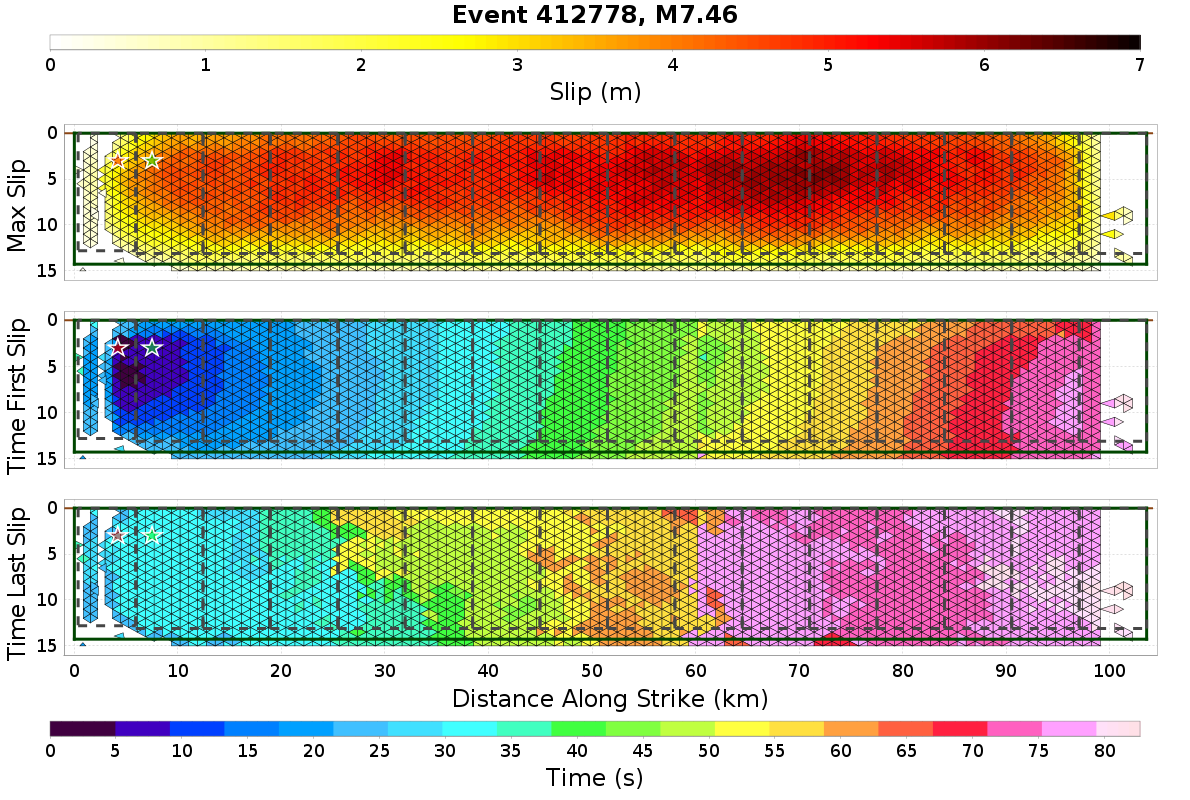 Event 412778, M7.46
0 1 2 3 4 5 6 7
Slip (m)
Max Slip
0
5
10
15
Time First Slip
0
5
10
15
Time Last Slip
0
5
10
15
0 10 20 30 40 50 60 70 80 90 100
Distance Along Strike (km)
0 5 10 15 20 25 30 35 40 45 50 55 60 65 70 75 80
Time (s)